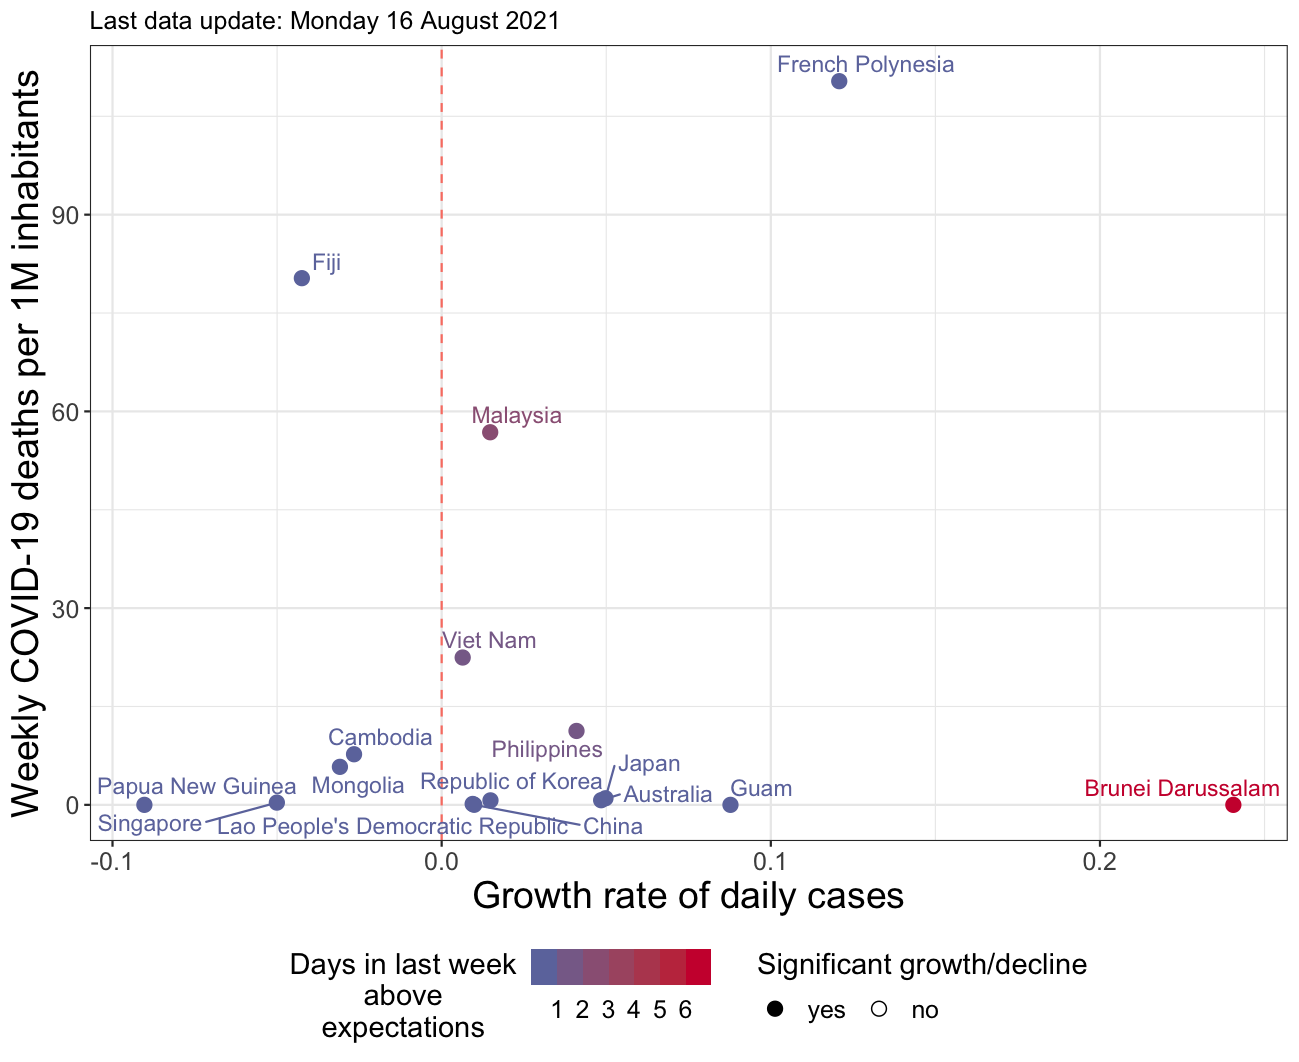 Last data update: Monday 16 August 2021
Weekly COVID-19 deaths per 1M inhabitants
90
60
30
0
French Polynesia
Fiji
Malaysia
Viet Nam
Cambodia
Philippines
Japan
Papua New Guinea
Mongolia
Republic of Korea
Australia
Guam
Brunei Darussalam
Singapore
Lao People's Democratic Republic
China
-0.1
0.0
0.1
0.2
Growth rate of daily cases
Days in last week
above
expectations
1 2 3 4 5 6
Significant growth/decline
yes
no